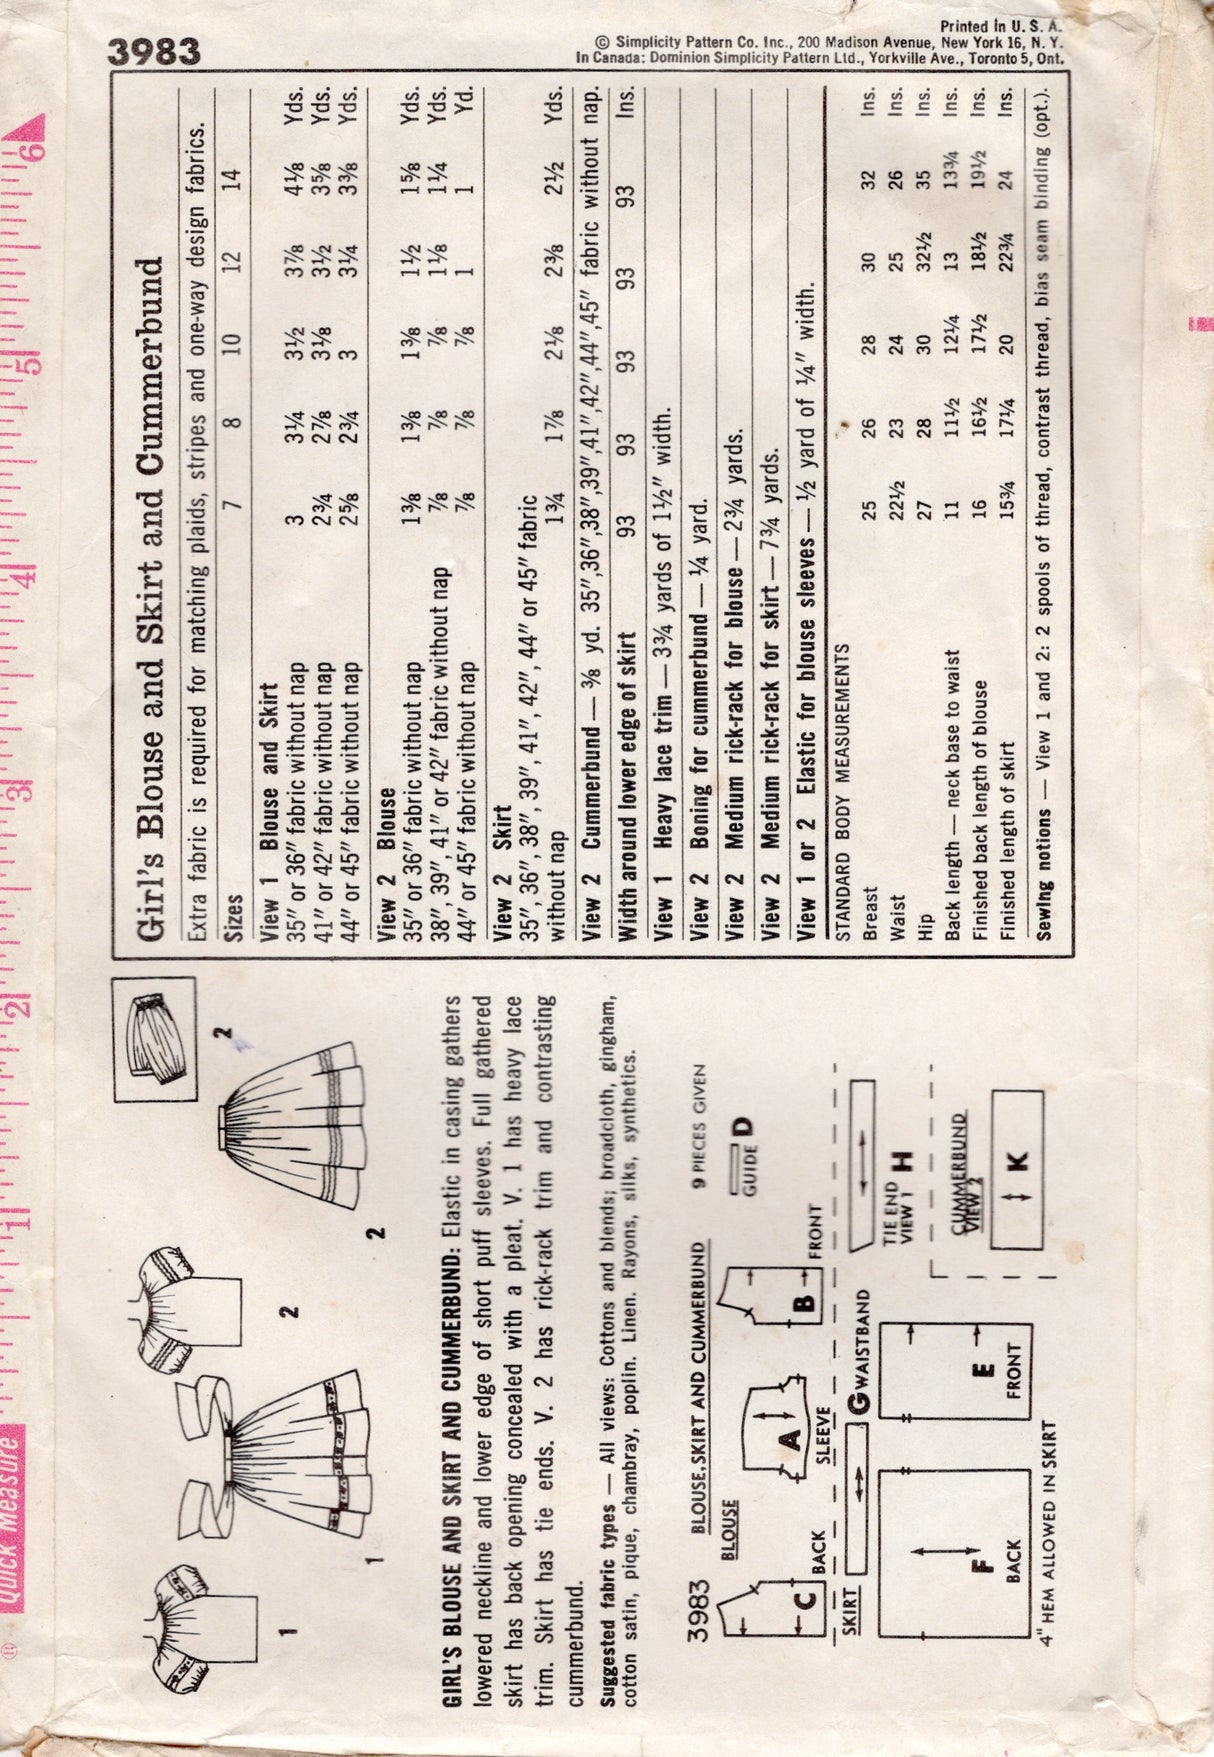 3983
Printed in U. S. A.
© Simplicity Pattern Co. Inc., 200 Madison Avenue, New York 16, N. Y.
In Canada: Dominion Simplicity Pattern Ltd., Yorkville Ave., Toronto 5, Ont.
® Quick Measure 1 2 3 4 5 6
1
2
1
2
2
GIRL'S BLOUSE AND SKIRT AND CUMMERBUND: Elastic in casing gathers
lowered neckline and lower edge of short puff sleeves. Full gathered
skirt has back opening concealed with a pleat. V. 1 has heavy lace
trim. Skirt has tie ends. V. 2 has rick-rack trim and contrasting
cummerbund.
Suggested fabric types — All views: Cottons and blends; broadcloth, gingham,
cotton satin, pique, chambray, poplin. Linen. Rayons, silks, synthetics.
3983 BLOUSE, SKIRT AND CUMMERBUND 9 PIECES GIVEN
BLOUSE
C BACK
A SLEEVE
B FRONT
GUIDE D
SKIRT
G WAISTBAND
TIE END
VIEW 1 H
F BACK
E FRONT
CUMMERBUND
VIEW 2
K
4" HEM ALLOWED IN SKIRT
Girl's Blouse and Skirt and Cummerbund
Extra fabric is required for matching plaids, stripes and one-way design fabrics.
Sizes 7 8 10 12 14
View 1 Blouse and Skirt
35" or 36" fabric without nap 3 3¼ 3½ 3⅞ 4⅛ Yds.
41" or 42" fabric without nap 2¾ 2⅞ 3⅛ 3½ 3⅝ Yds.
44" or 45" fabric without nap 2⅝ 2¾ 3 3¼ 3⅜ Yds.
View 2 Blouse
35" or 36" fabric without nap 1⅜ 1⅜ 1⅜ 1½ 1⅝ Yds.
38", 39", 41" or 42" fabric without nap ⅞ ⅞ ⅞ 1⅛ 1¼ Yds.
44" or 45" fabric without nap ⅞ ⅞ ⅞ 1 1 Yd.
View 2 Skirt
35", 36", 38", 39", 41", 42", 44" or 45" fabric
without nap 1¾ 1⅞ 2⅛ 2⅜ 2½ Yds.
View 2 Cummerbund — ⅜ yd. 35",36",38",39",41",42",44",45" fabric without nap.
Width around lower edge of skirt 93 93 93 93 93 Ins.
View 1 Heavy lace trim — 3¾ yards of 1½" width.
View 2 Boning for cummerbund — ¼ yard.
View 2 Medium rick-rack for blouse — 2¾ yards.
View 2 Medium rick-rack for skirt — 7¾ yards.
View 1 or 2 Elastic for blouse sleeves — ½ yard of ¼" width.
STANDARD BODY MEASUREMENTS
Breast 25 26 28 30 32 Ins.
Waist 22½ 23 24 25 26 Ins.
Hip 27 28 30 32½ 35 Ins.
Back length — neck base to waist 11 11½ 12¼ 13 13¾ Ins.
Finished back length of blouse 16 16½ 17½ 18½ 19½ Ins.
Finished length of skirt 15¾ 17¼ 20 22¾ 24 Ins.
Sewing notions — View 1 and 2: 2 spools of thread, contrast thread, bias seam binding (opt.).